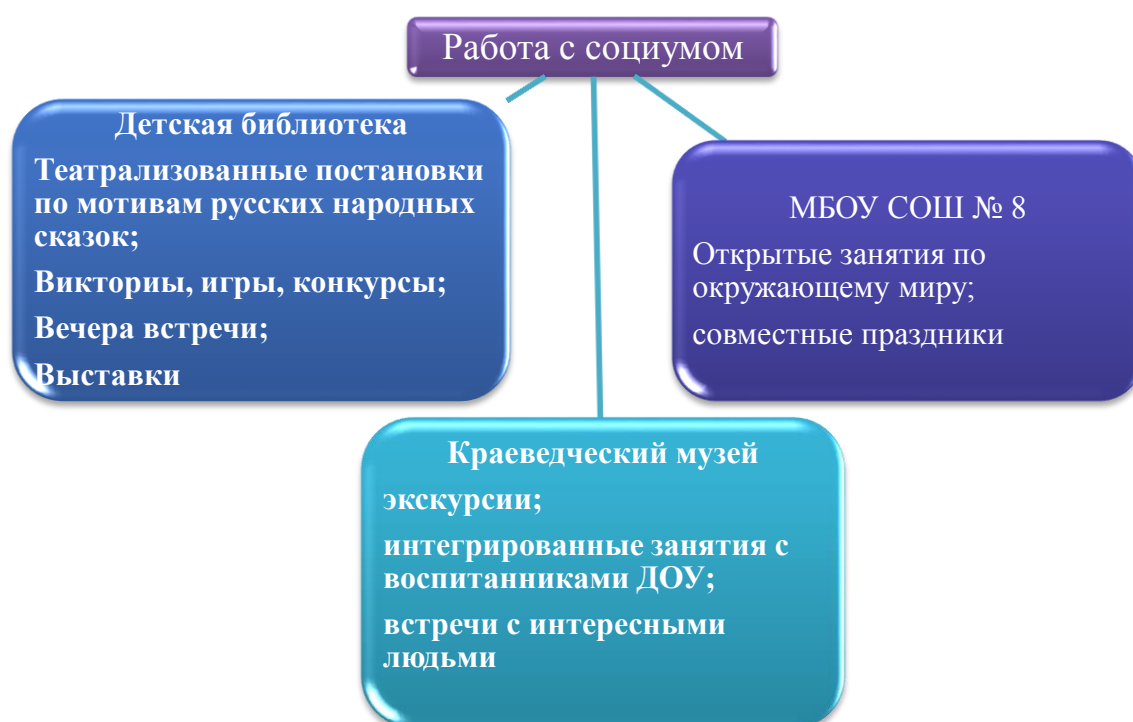 Работа с социумом
Детская библиотека
Театрализованные постановки
по мотивам русских народных
сказок;
Викториы, игры, конкурсы;
Вечера встречи;
Выставки
МБОУ СОШ № 8
Открытые занятия по
окружающему миру;
совместные праздники
Краеведческий музей
экскурсии;
интегрированные занятия с
воспитанниками ДОУ;
встречи с интересными
людьми